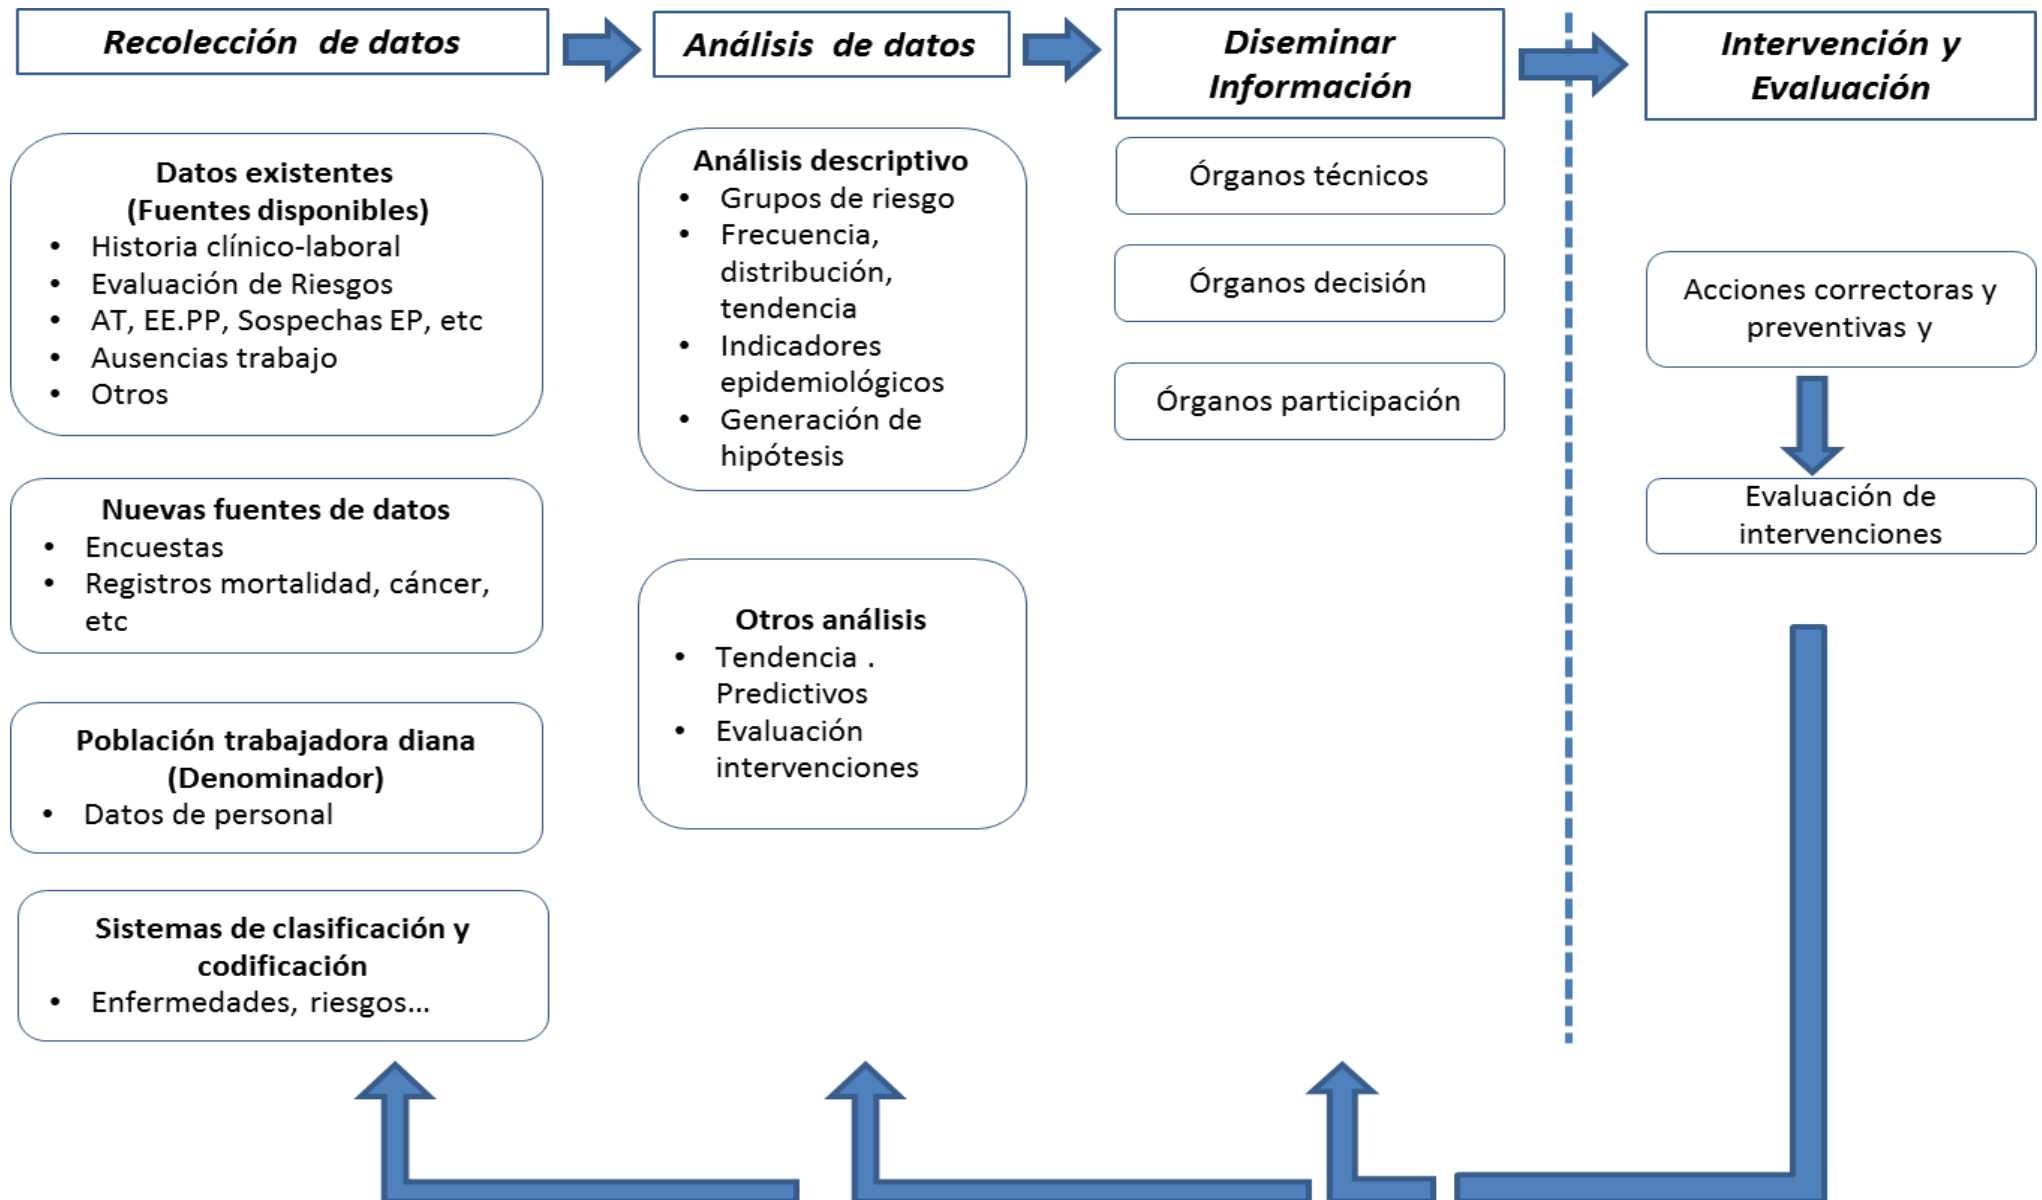 Recolección de datos
Análisis de datos
Diseminar
Información
Intervención y
Evaluación
Datos existentes
(Fuentes disponibles)
• Historia clínico-laboral
• Evaluación de Riesgos
• AT, EE.PP, Sospechas EP, etc
• Ausencias trabajo
• Otros
Nuevas fuentes de datos
• Encuestas
• Registros mortalidad, cáncer,
etc
Población trabajadora diana
(Denominador)
• Datos de personal
Sistemas de clasificación y
codificación
• Enfermedades, riesgos...
Análisis descriptivo
• Grupos de riesgo
• Frecuencia,
distribución,
tendencia
• Indicadores
epidemiológicos
• Generación de
hipótesis
Otros análisis
• Tendencia .
Predictivos
• Evaluación
intervenciones
Órganos técnicos
Órganos decisión
Órganos participación
Acciones correctoras y
preventivas y
Evaluación de
intervenciones